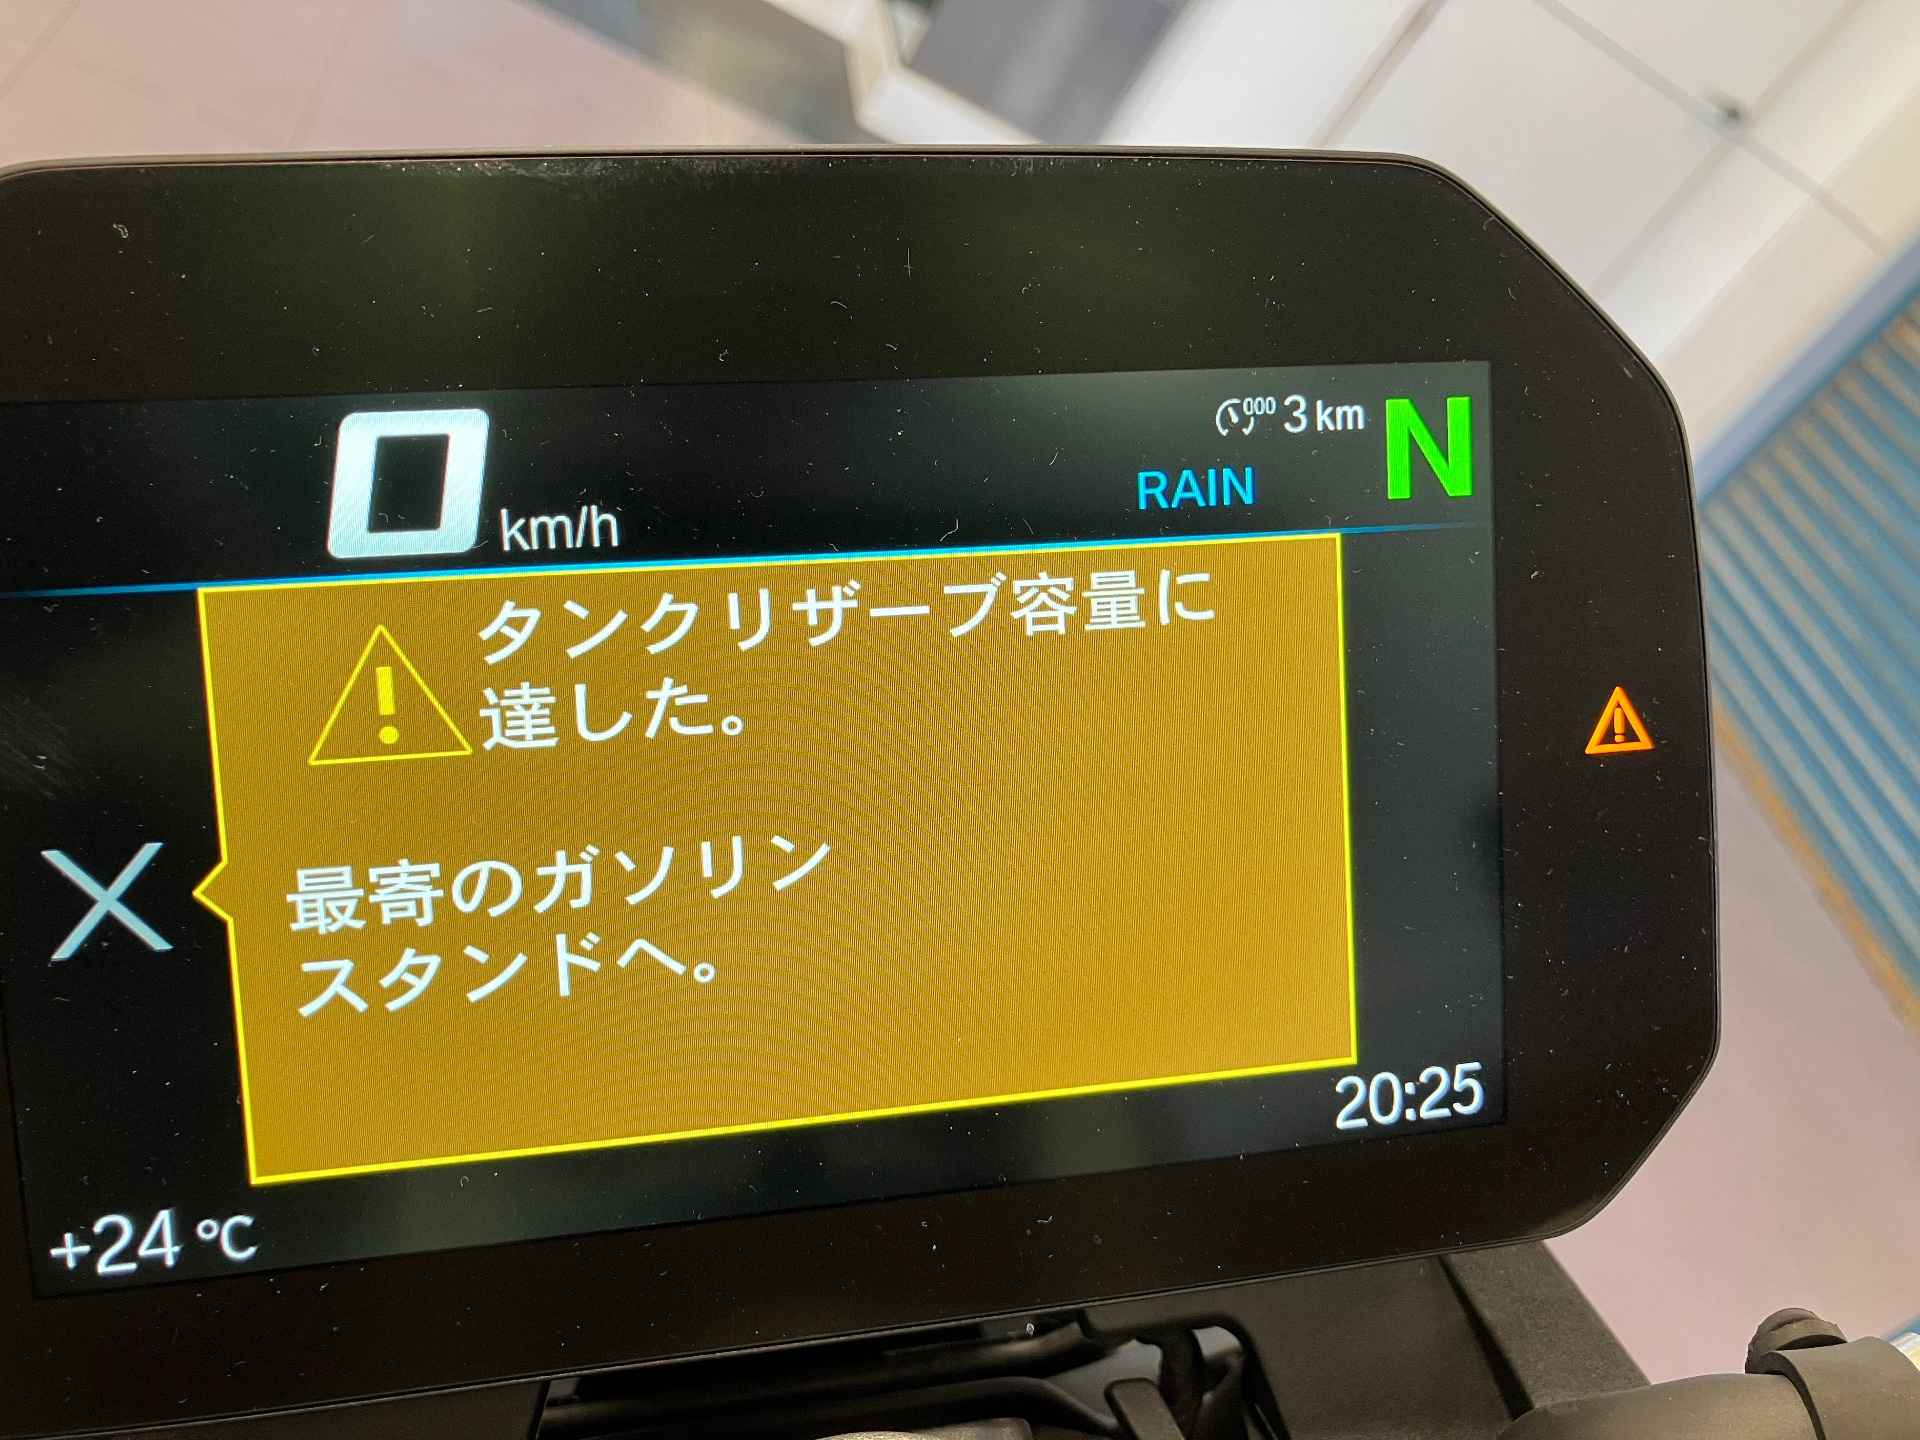 000 3 km
0 km/h
RAIN
N
タンクリザーブ容量に
達した。
最寄のガソリン
スタンドへ。
20:25
+24 °C